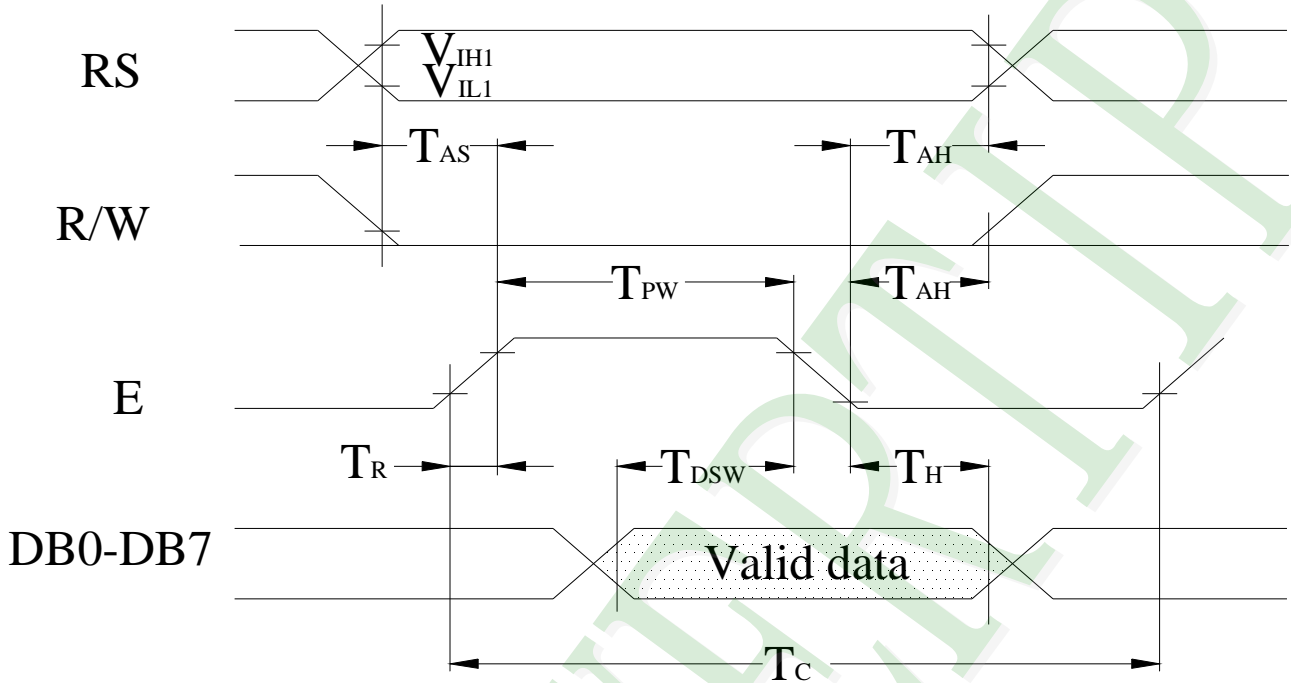 RS
VIH1
VIL1
TAS
TAH
R/W
TPW
TAH
E
TR
TDSW
TH
DB0-DB7
Valid data
TC